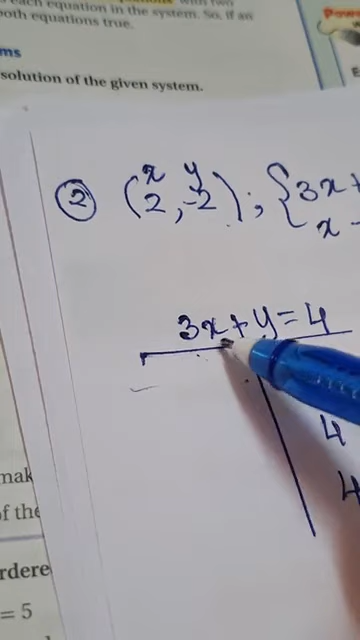 each equation in the system. So, if an
both equations true.
ms
solution of the given system.
Power
E
x y
② (2, -2); {3x+
x -
3x+y=4
4
4
mak
of the
rdere
= 5